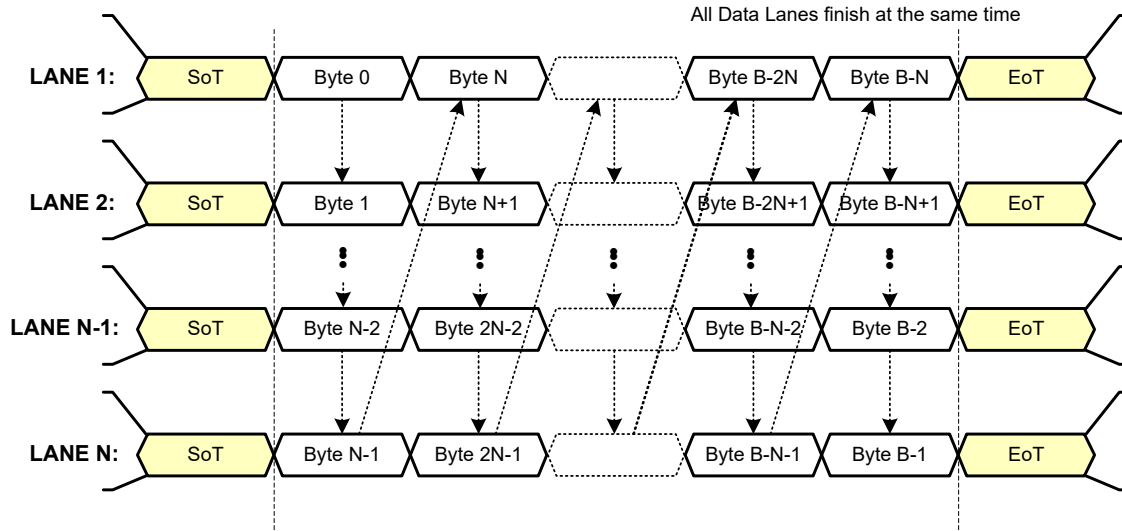 All Data Lanes finish at the same time
LANE 1: SoT Byte 0 Byte N Byte B-2N Byte B-N EoT
LANE 2: SoT Byte 1 Byte N+1 Byte B-2N+1 Byte B-N+1 EoT
LANE N-1: SoT Byte N-2 Byte 2N-2 Byte B-N-2 Byte B-2 EoT
LANE N: SoT Byte N-1 Byte 2N-1 Byte B-N-1 Byte B-1 EoT